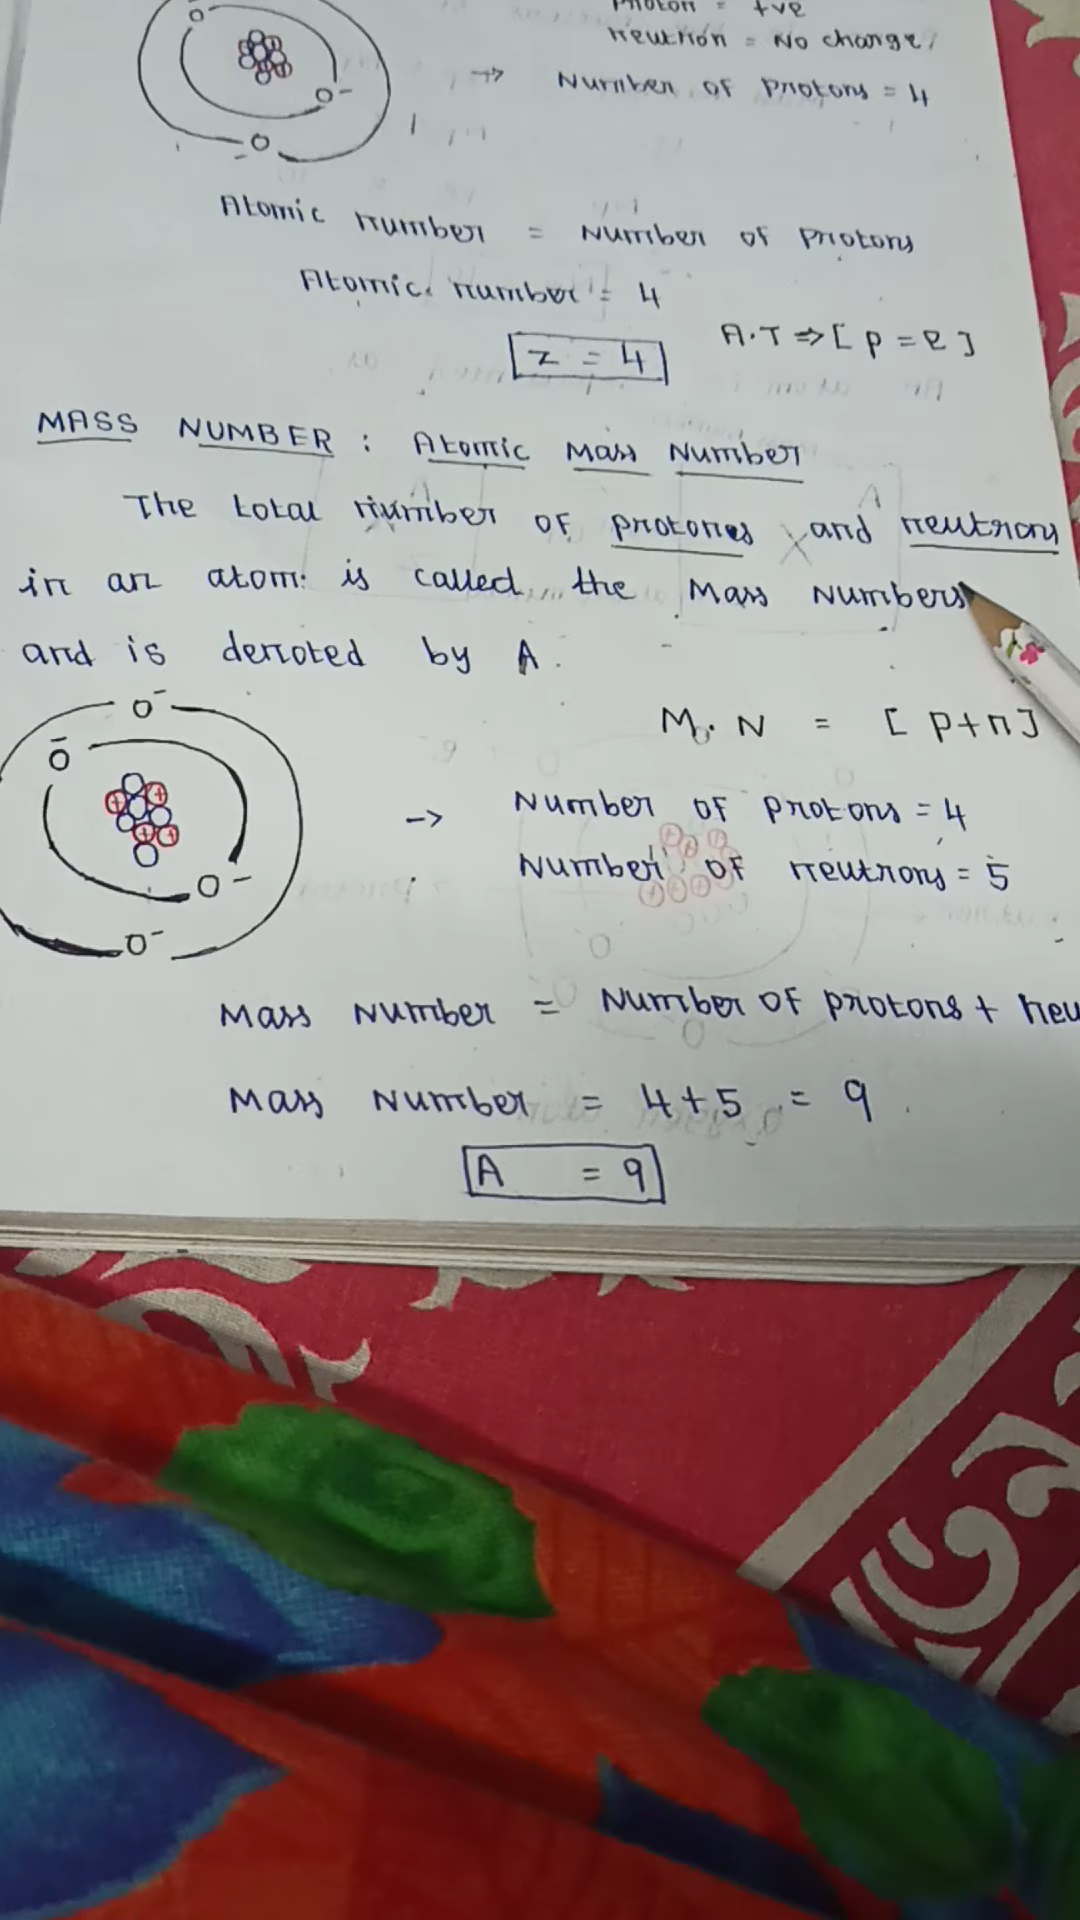 Proton = +ve
Neutron = No charge
→ Number of Protons = 4
Atomic number = Number of Protons
Atomic number = 4
z = 4
A.T ⇒ [ P = e ]
MASS NUMBER : Atomic Mass Number
The total number of protones and neutrons
in an atom is called the Mass Numbers
and is denoted by A.
M. N = [ P+n ]
→ Number of Protons = 4
Number of neutrons = 5
Mass Number = Number of protons + neu
Mass Number = 4+5 = 9
A = 9